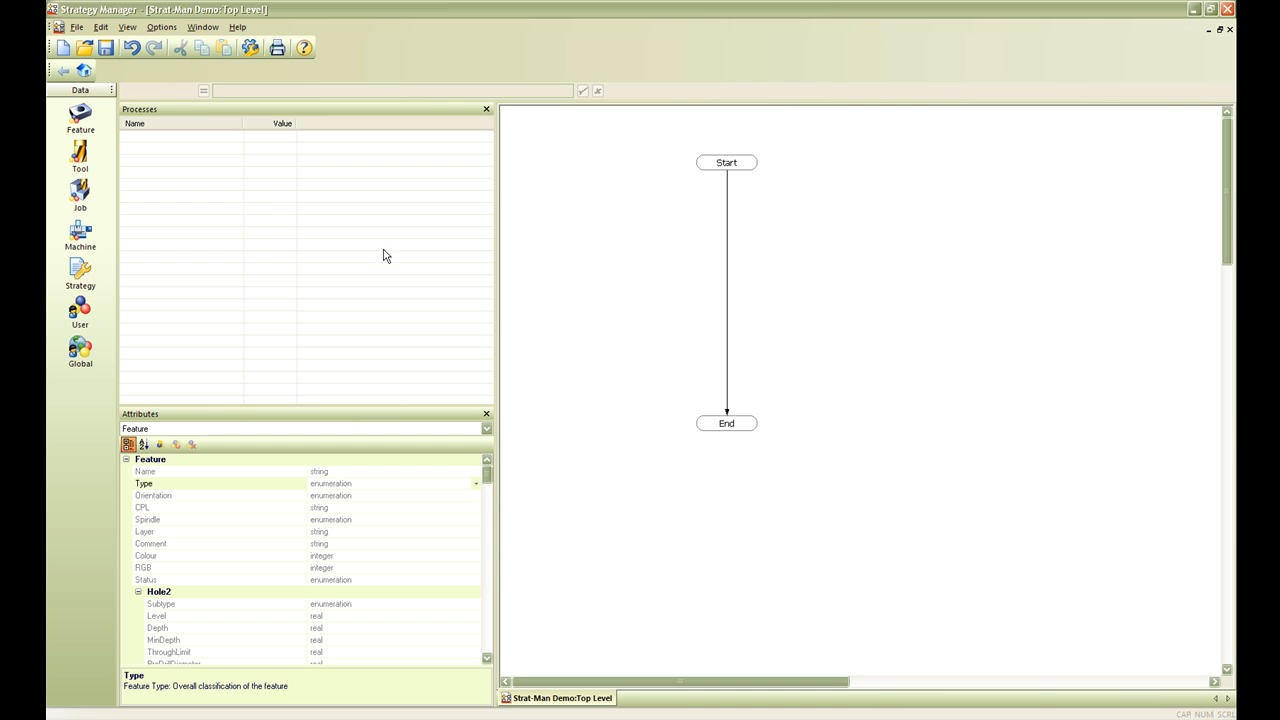 Strategy Manager - [Strat-Man Demo:Top Level]
File Edit View Options Window Help
Data
Feature
Tool
Job
Machine
Strategy
User
Global
=
Processes
Name Value
Attributes
Feature
Feature
Name string
Type enumeration
Orientation enumeration
CPL string
Spindle enumeration
Layer string
Comment string
Colour integer
RGB integer
Status enumeration
Hole2
Subtype enumeration
Level real
Depth real
MinDepth real
ThroughLimit real
PreDrillDiameter real
Type
Feature Type: Overall classification of the feature
Start
End
Strat-Man Demo:Top Level
CAP NUM SCRL